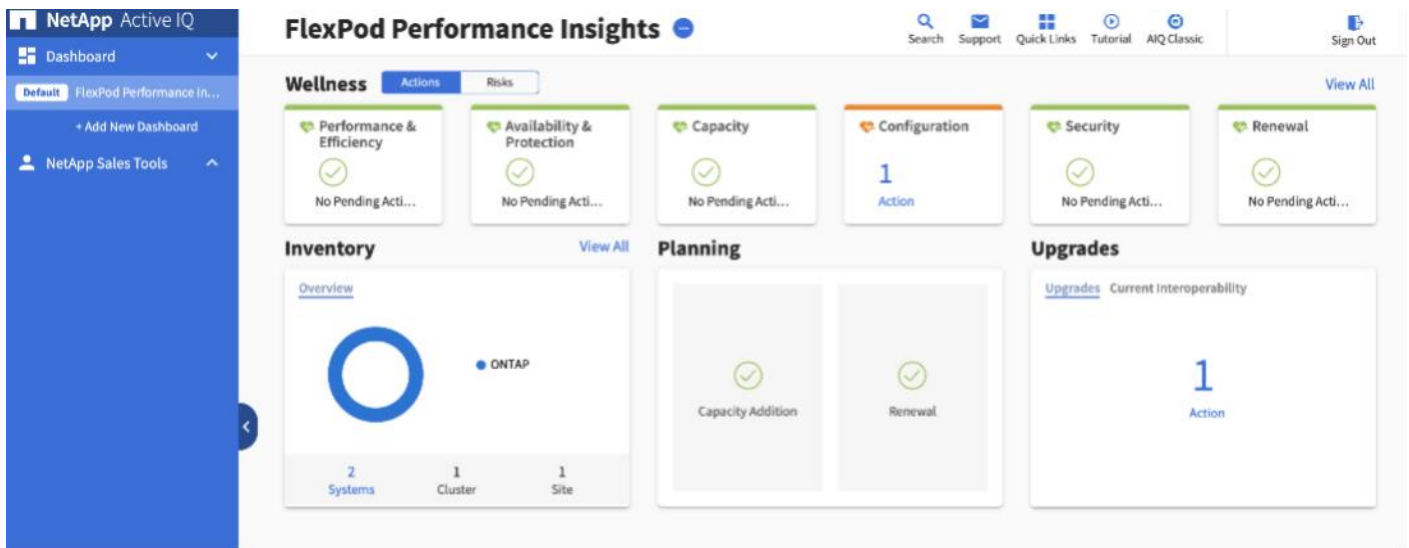 NetApp Active IQ
Dashboard
Default FlexPod Performance In...
+ Add New Dashboard
NetApp Sales Tools
FlexPod Performance Insights
Search Support Quick Links Tutorial AIQ Classic Sign Out
Wellness Actions Risks View All
Performance &
Efficiency
No Pending Acti...
Availability &
Protection
No Pending Acti...
Capacity
No Pending Acti...
Configuration
1
Action
Security
No Pending Acti...
Renewal
No Pending Acti...
Inventory View All
Overview
ONTAP
2 1 1
Systems Cluster Site
Planning
Capacity Addition Renewal
Upgrades
Upgrades Current Interoperability
1
Action